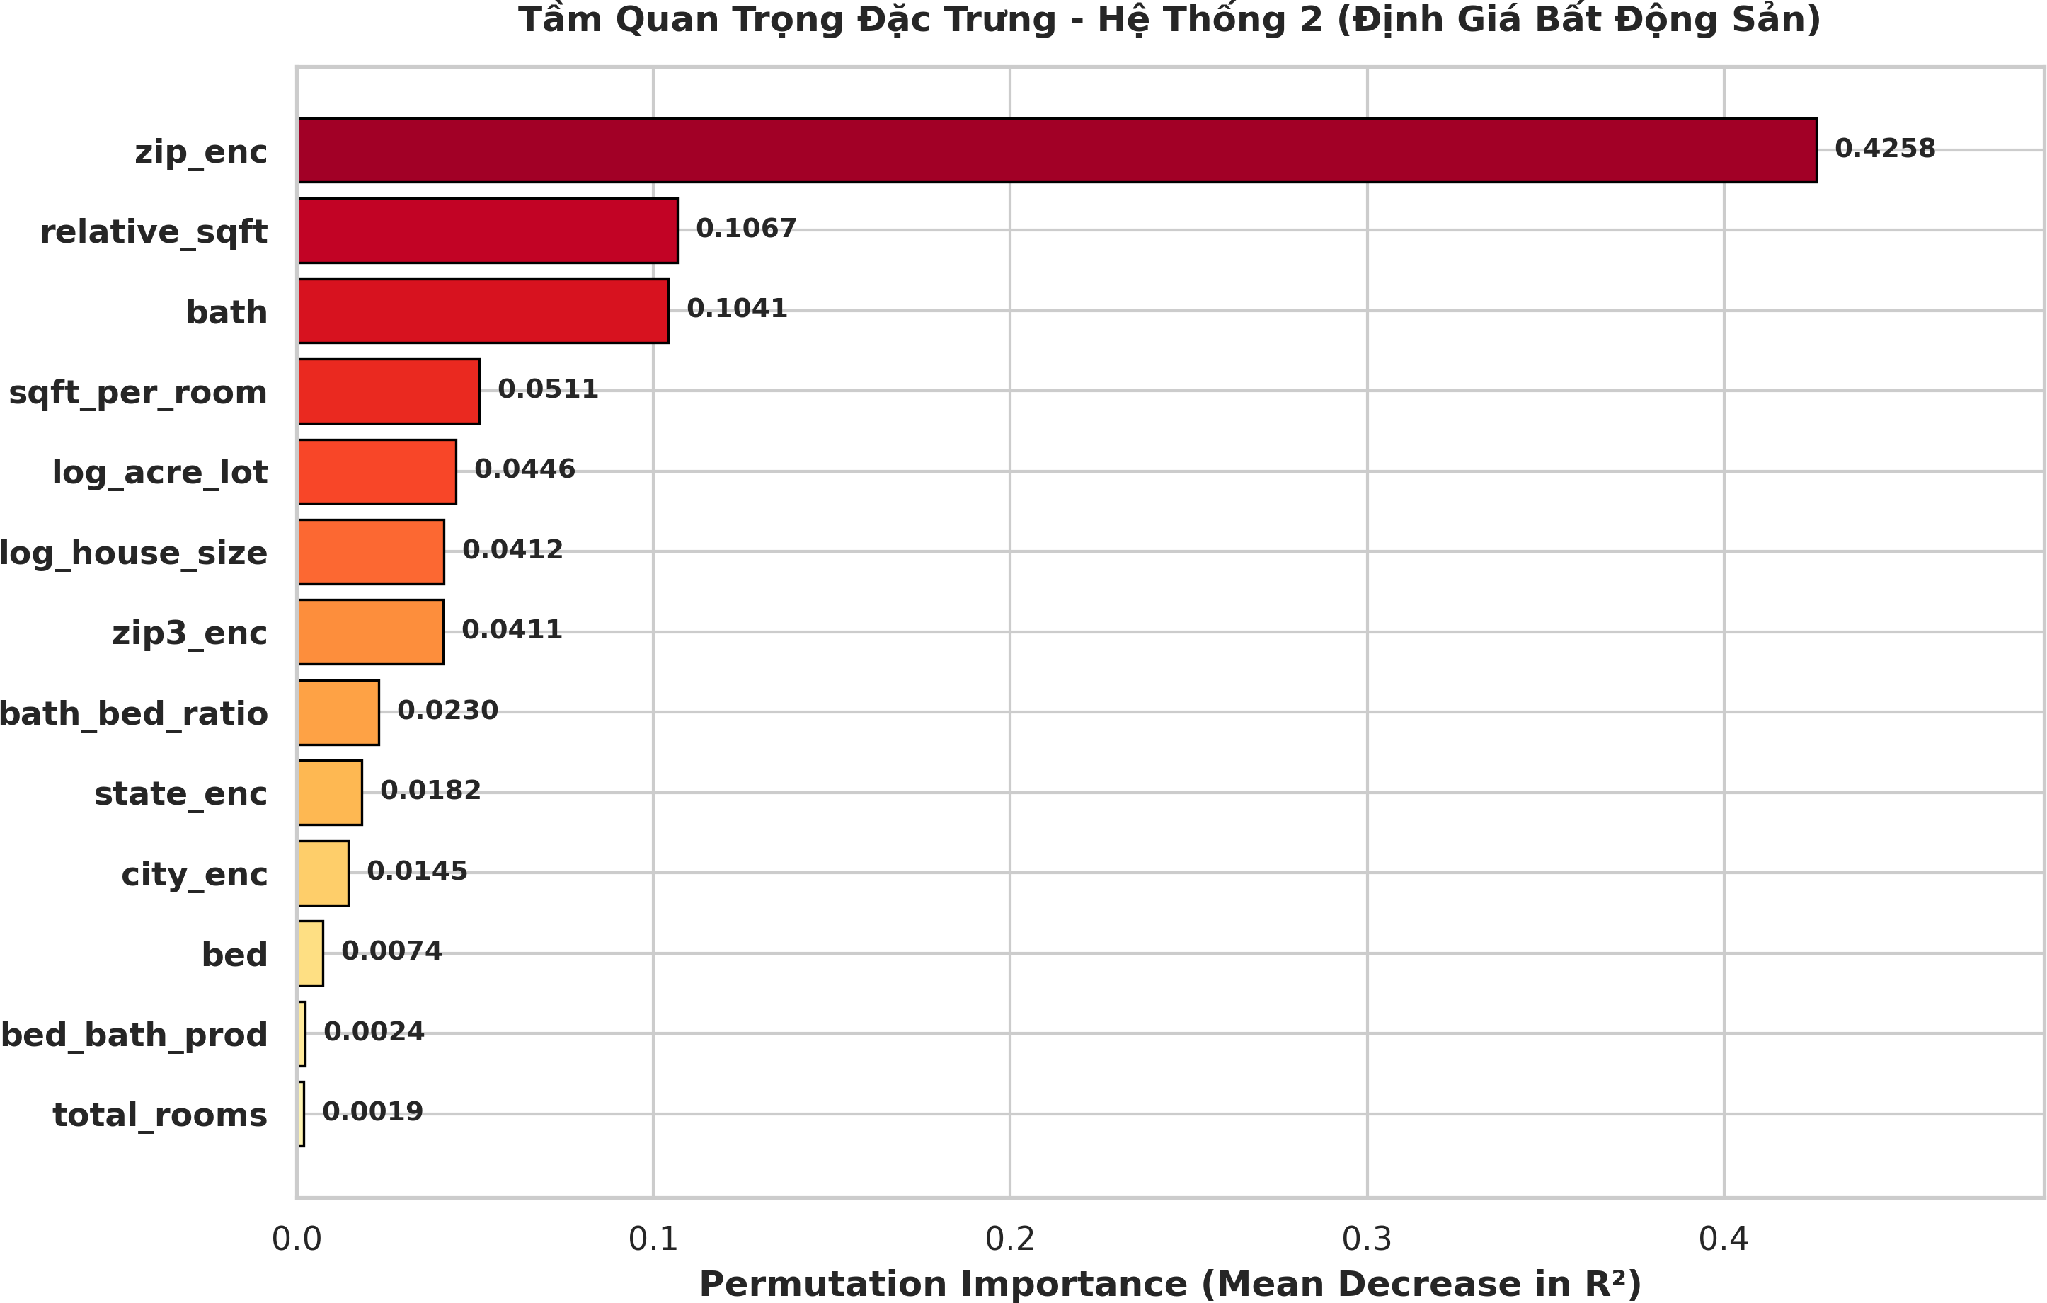 Tầm Quan Trọng Đặc Trưng - Hệ Thống 2 (Định Giá Bất Động Sản)
zip_enc 0.4258
relative_sqft 0.1067
bath 0.1041
sqft_per_room 0.0511
log_acre_lot 0.0446
log_house_size 0.0412
zip3_enc 0.0411
bath_bed_ratio 0.0230
state_enc 0.0182
city_enc 0.0145
bed 0.0074
bed_bath_prod 0.0024
total_rooms 0.0019
0.0 0.1 0.2 0.3 0.4
Permutation Importance (Mean Decrease in R²)